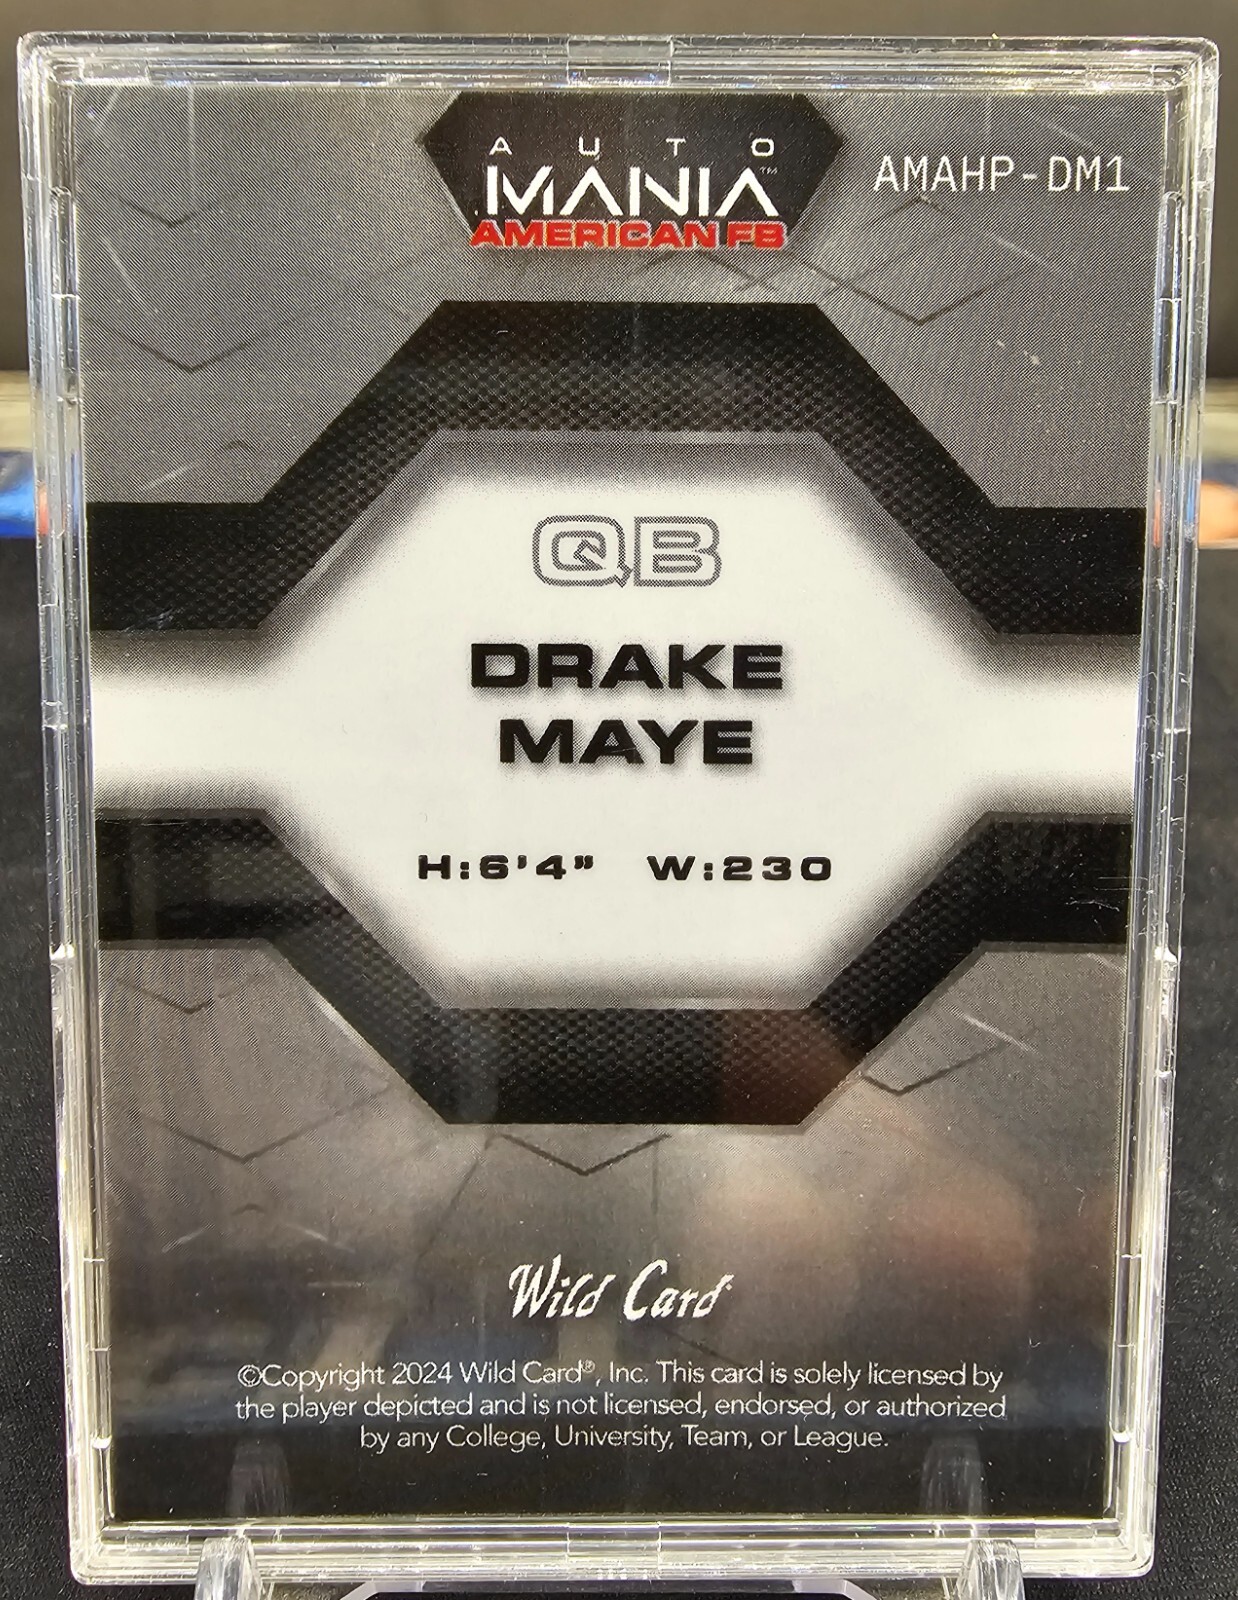 AUTO
MANIA™
AMERICAN FB
AMAHP-DM1
QB
DRAKE
MAYE
H:6'4" W:230
Wild Card
©Copyright 2024 Wild Card®, Inc. This card is solely licensed by
the player depicted and is not licensed, endorsed, or authorized
by any College, University, Team, or League.